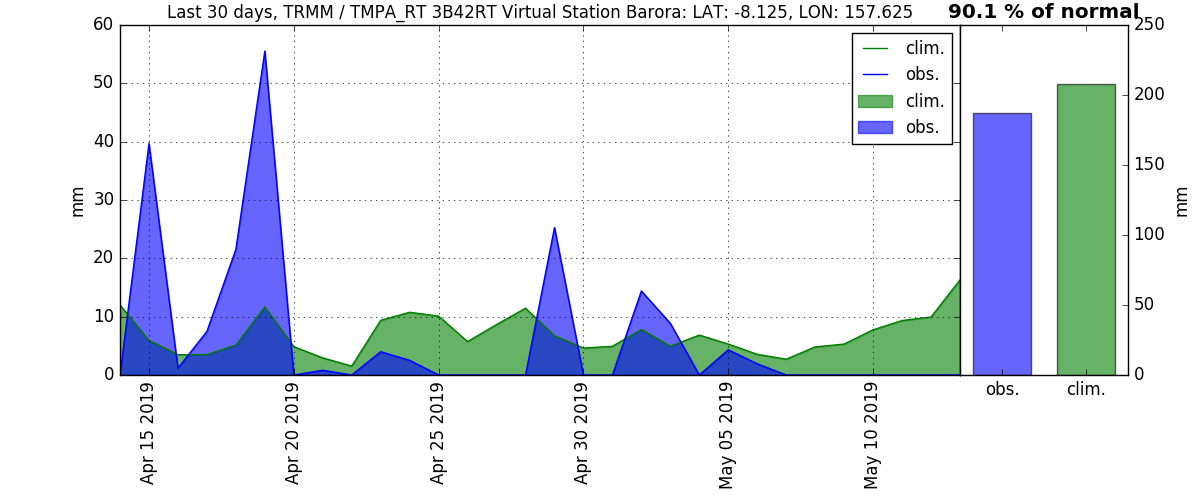 Last 30 days, TRMM / TMPA_RT 3B42RT Virtual Station Barora: LAT: -8.125, LON: 157.625
90.1 % of normal
60
50
40
30
20
10
0
mm
clim.
obs.
clim.
obs.
Apr 15 2019
Apr 20 2019
Apr 25 2019
Apr 30 2019
May 05 2019
May 10 2019
250
200
150
100
50
0
mm
obs.
clim.